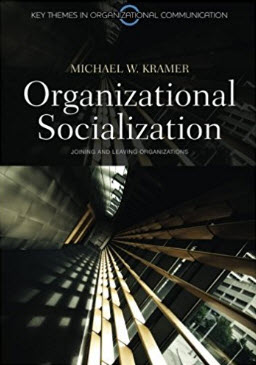 KEY THEMES IN ORGANIZATIONAL COMMUNICATION
MICHAEL W. KRAMER
Organizational
Socialization
JOINING AND LEAVING ORGANIZATIONS